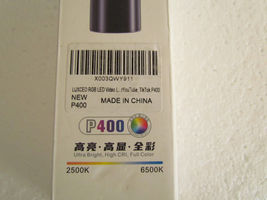 X003QWY911
LUXCEO RGB LED Video L...rYouTube, TikTok P400
NEW
P400 MADE IN CHINA
P400
高亮·高显·全彩
Ultra Bright, High CRI, Full Color
2500K 6500K